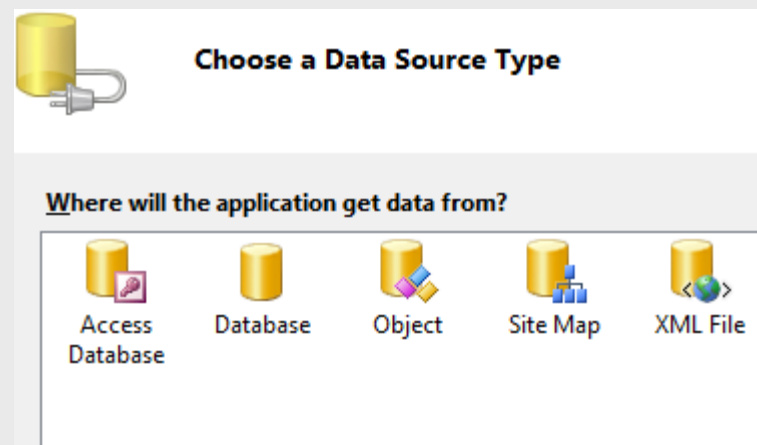 Choose a Data Source Type
Where will the application get data from?
Access Database
Database
Object
Site Map
XML File